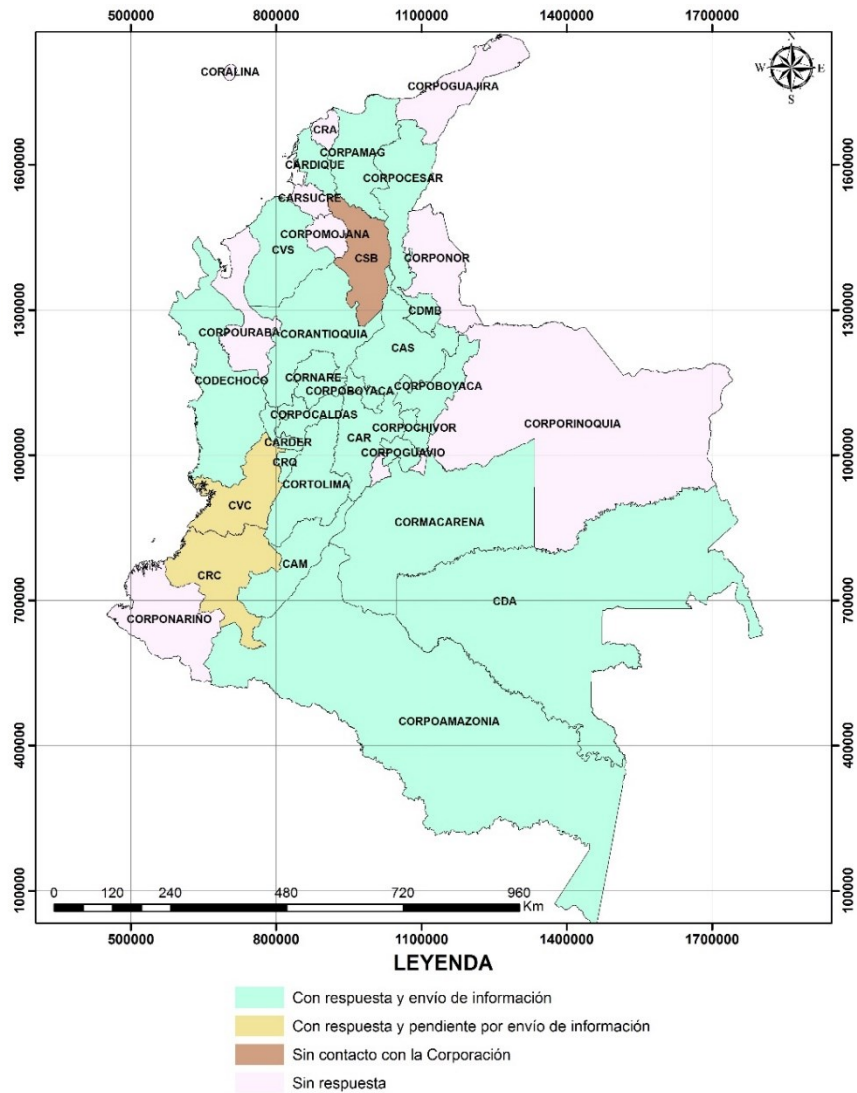 500000 800000 1100000 1400000 1700000
N
W E
S
CORALINA
CORPOGUAJIRA
CRA
CORPAMAG
CARDIQUE
CORPOCESAR
CARSUCRE
CORPOMOJANA
CVS
CSB
CORPONOR
CDMB
CORPOURABA
CORANTIOQUIA
CAS
CODECHOCO
CORNARE
CORPOBOYACA
CORPOBOYACA
CORPOCALDAS
CORPOCHIVOR
CORPORINOQUIA
CARDER
CAR
CORPOGUAVIO
CRQ
CORTOLIMA
CVC
CORMACARENA
CAM
CRC
CDA
CORPONARIÑO
CORPOAMAZONIA
1600000
1300000
1000000
700000
400000
100000
1600000
1300000
1000000
700000
400000
100000
0 120 240 480 720 960
Km
500000 800000 1100000 1400000 1700000
LEYENDA
Con respuesta y envío de información
Con respuesta y pendiente por envío de información
Sin contacto con la Corporación
Sin respuesta